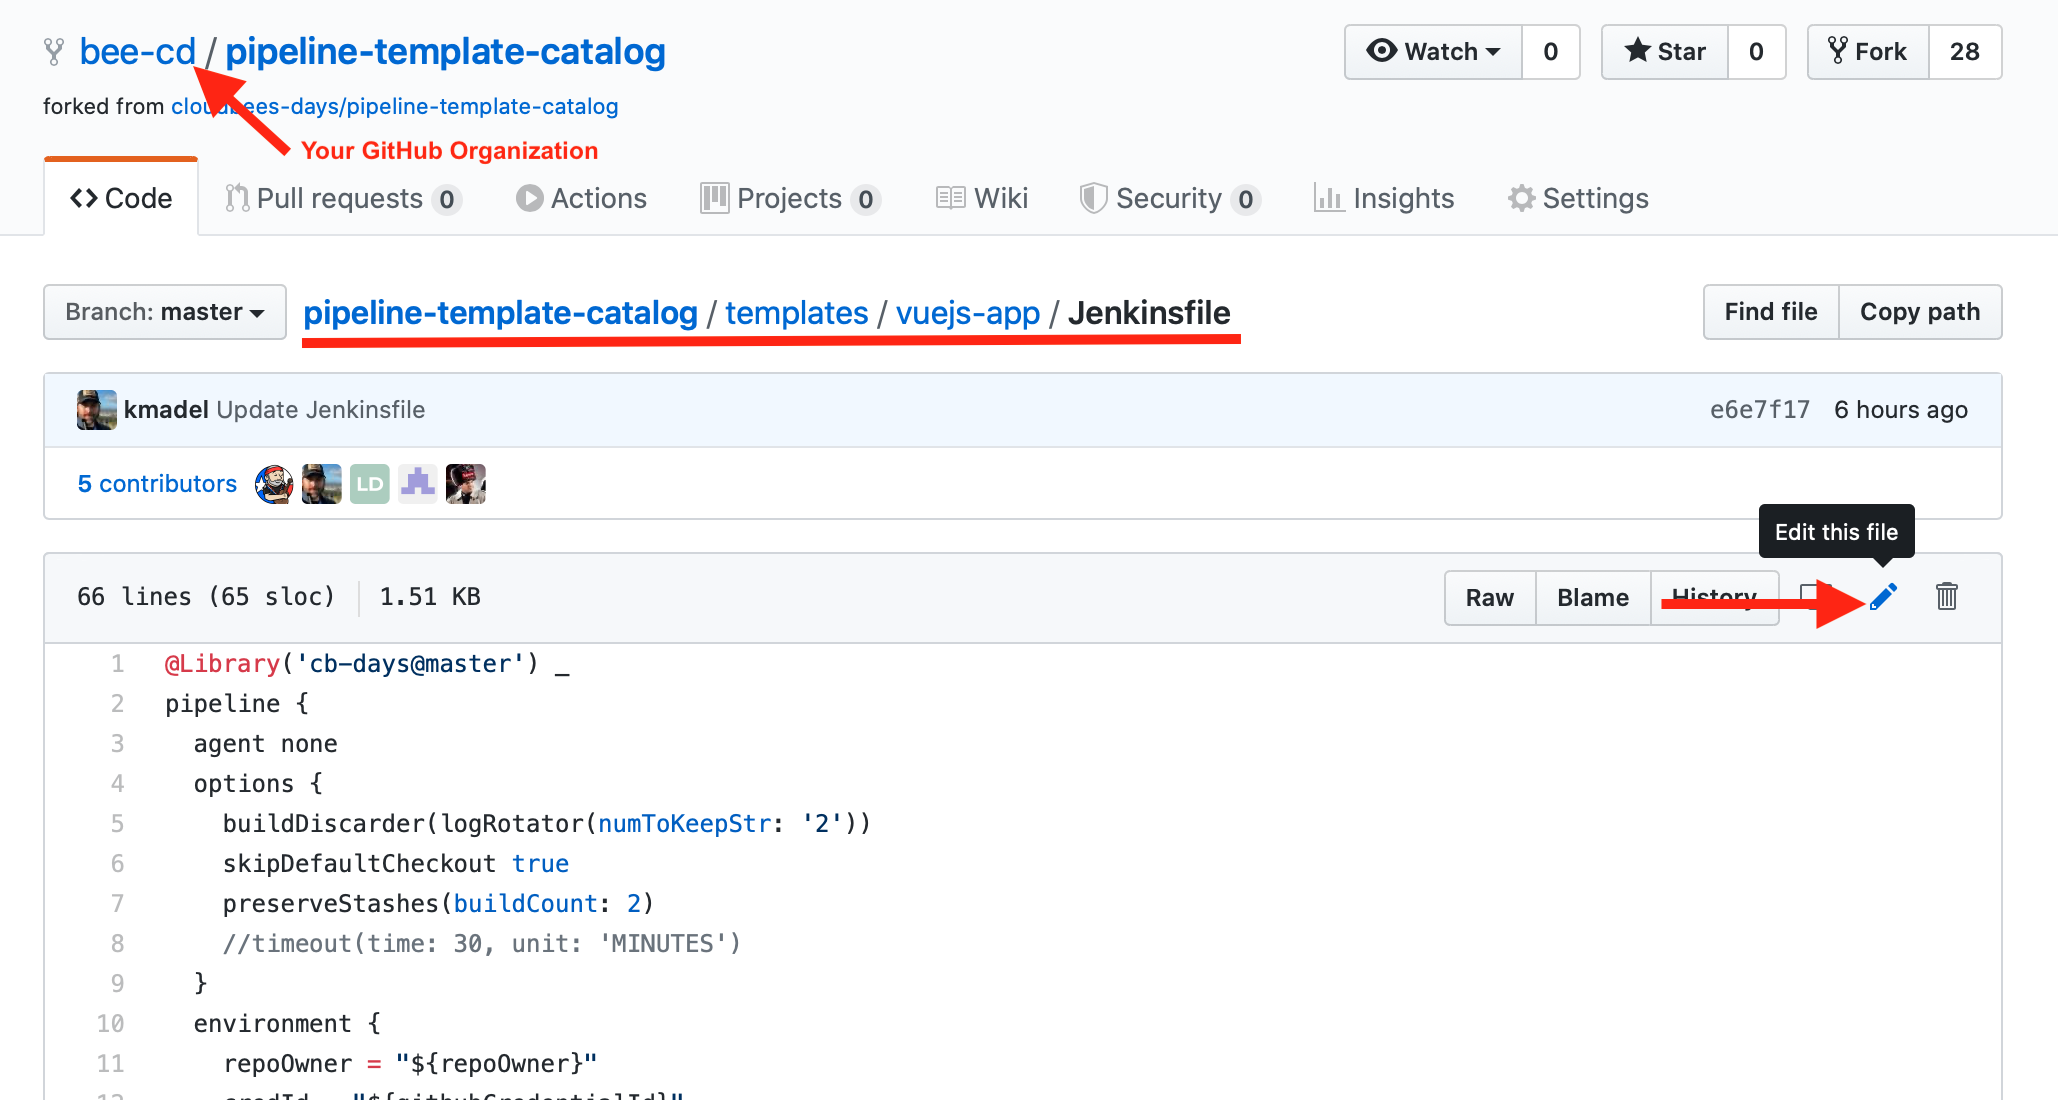 bee-cd / pipeline-template-catalog
Watch 0
Star 0
Fork 28
forked from cloudbees-days/pipeline-template-catalog
Your GitHub Organization
Code
Pull requests 0
Actions
Projects 0
Wiki
Security 0
Insights
Settings
Branch: master
pipeline-template-catalog / templates / vuejs-app / Jenkinsfile
Find file
Copy path
kmadel Update Jenkinsfile
e6e7f17 6 hours ago
5 contributors
LD
Edit this file
66 lines (65 sloc) 1.51 KB
Raw
Blame
History
1 @Library('cb-days@master') _
2 pipeline {
3 agent none
4 options {
5 buildDiscarder(logRotator(numToKeepStr: '2'))
6 skipDefaultCheckout true
7 preserveStashes(buildCount: 2)
8 //timeout(time: 30, unit: 'MINUTES')
9 }
10 environment {
11 repoOwner = "${repoOwner}"
12 credId = "${githubCredentialId}"